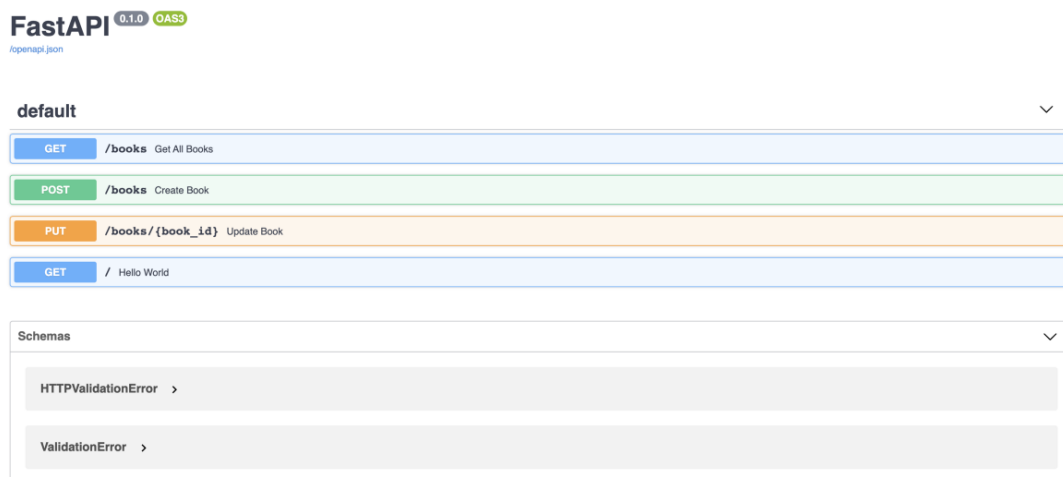 FastAPI 0.1.0 OAS3
/openapi.json
default
GET /books Get All Books
POST /books Create Book
PUT /books/{book_id} Update Book
GET / Hello World
Schemas
HTTPValidationError
ValidationError